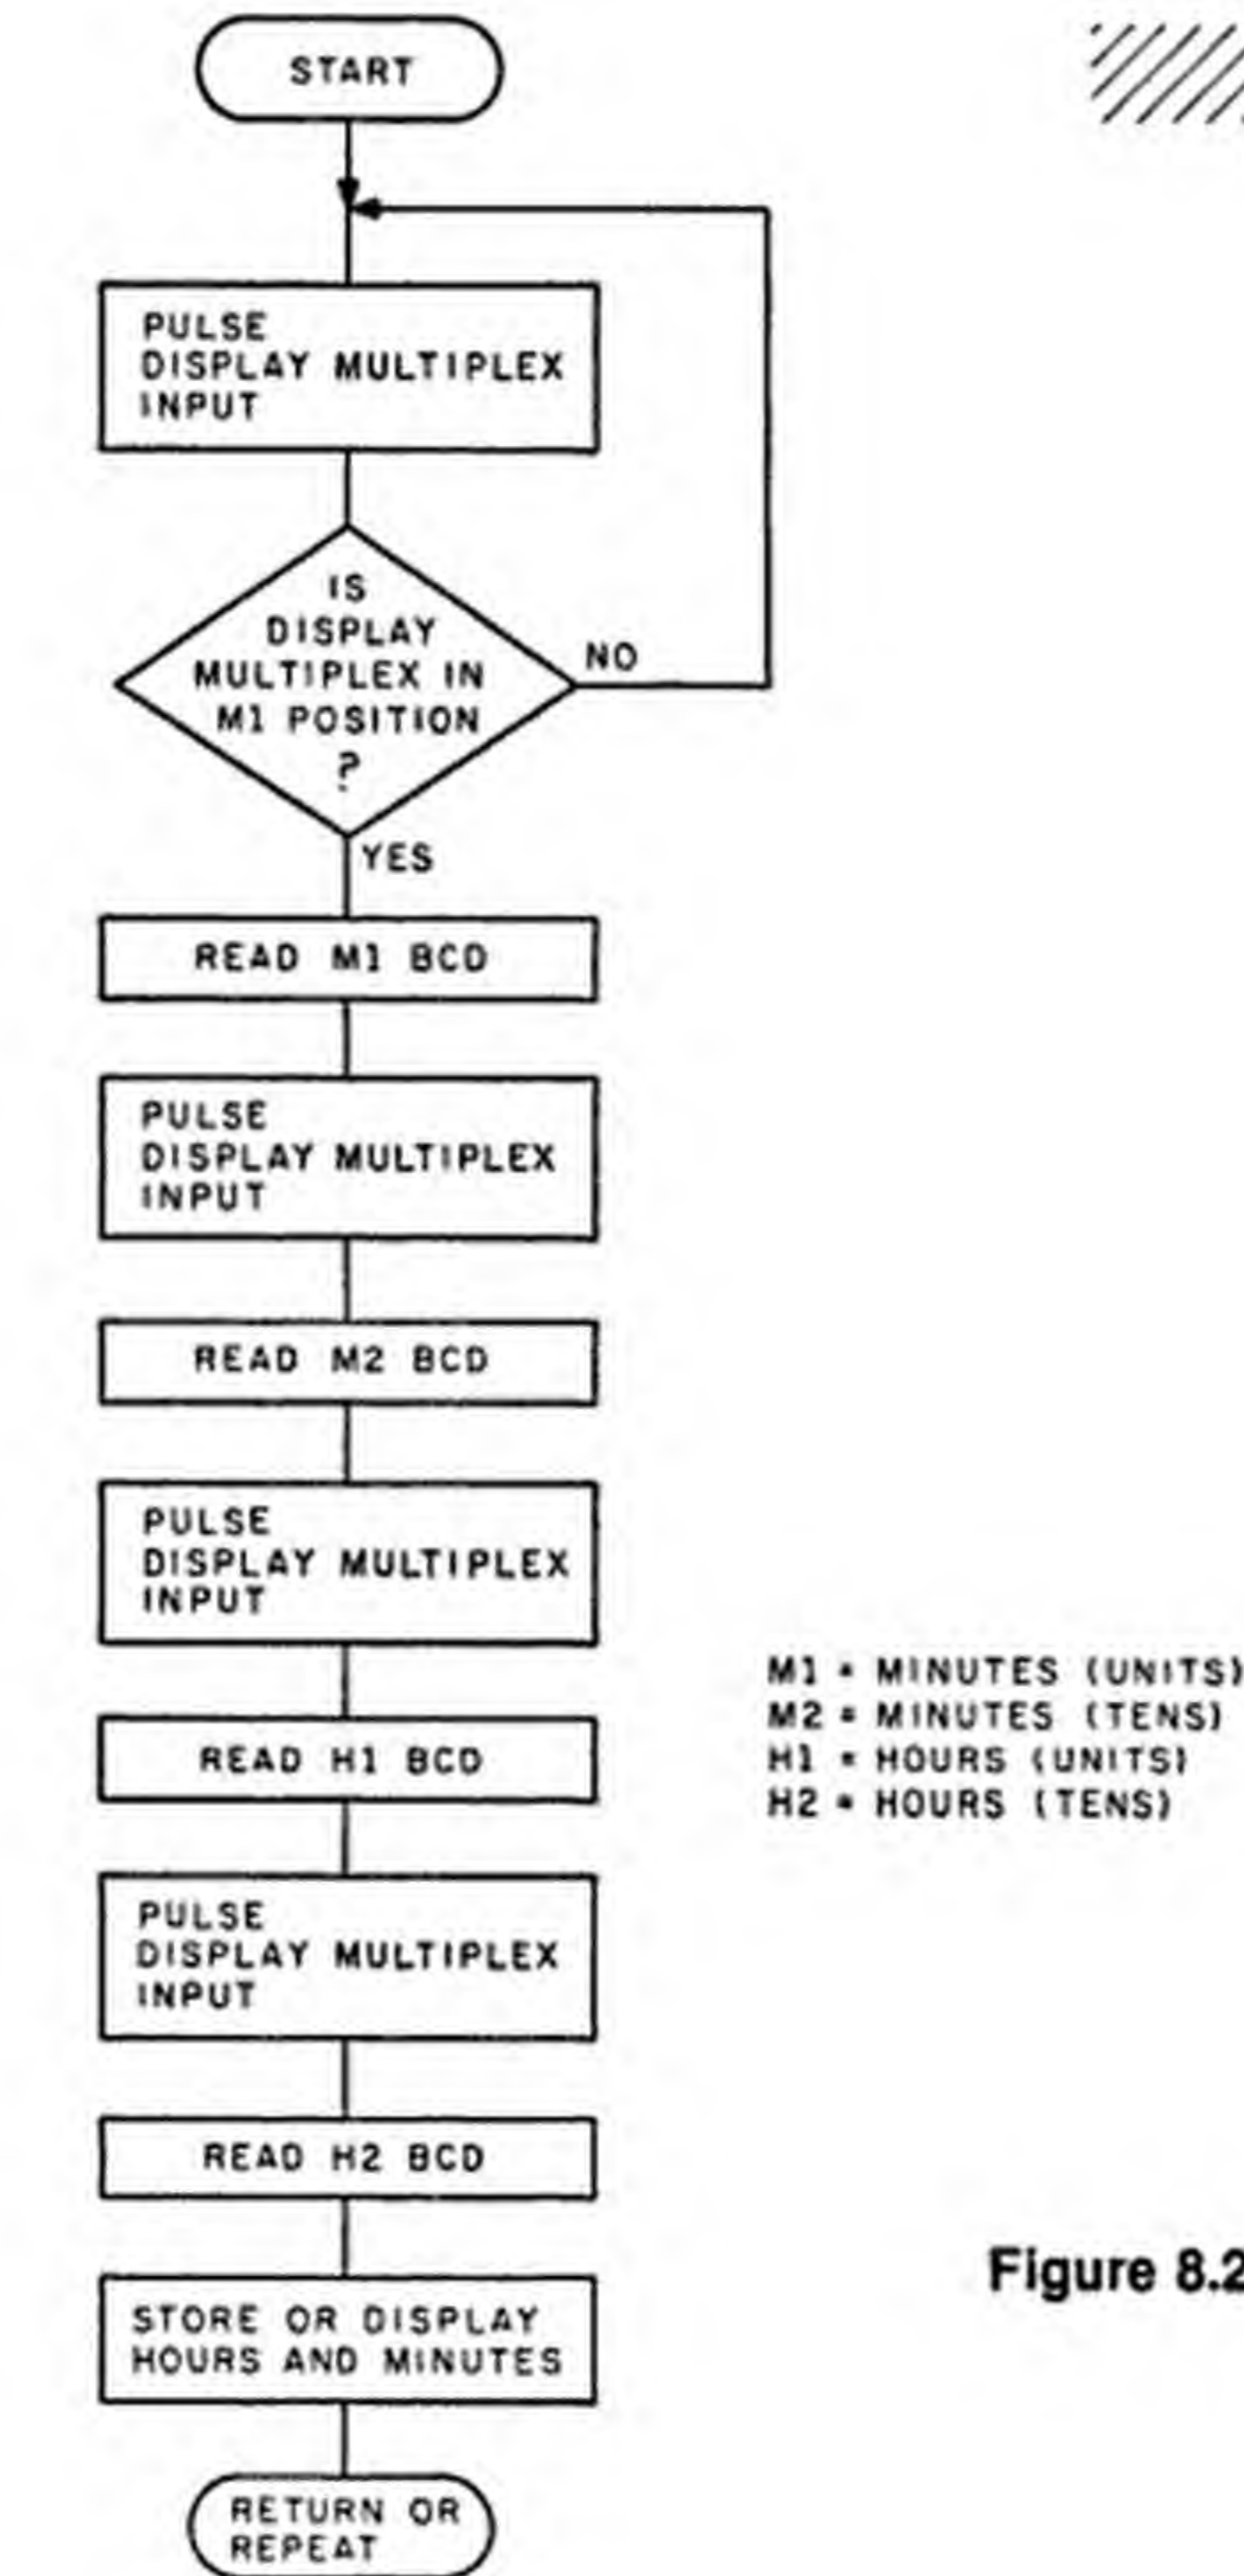 START
PULSE
DISPLAY MULTIPLEX
INPUT
IS
DISPLAY
MULTIPLEX IN
M1 POSITION
?
NO
YES
READ M1 BCD
PULSE
DISPLAY MULTIPLEX
INPUT
READ M2 BCD
PULSE
DISPLAY MULTIPLEX
INPUT
READ H1 BCD
M1 = MINUTES (UNITS)
M2 = MINUTES (TENS)
H1 = HOURS (UNITS)
H2 = HOURS (TENS)
PULSE
DISPLAY MULTIPLEX
INPUT
READ H2 BCD
Figure 8.2
STORE OR DISPLAY
HOURS AND MINUTES
RETURN OR
REPEAT